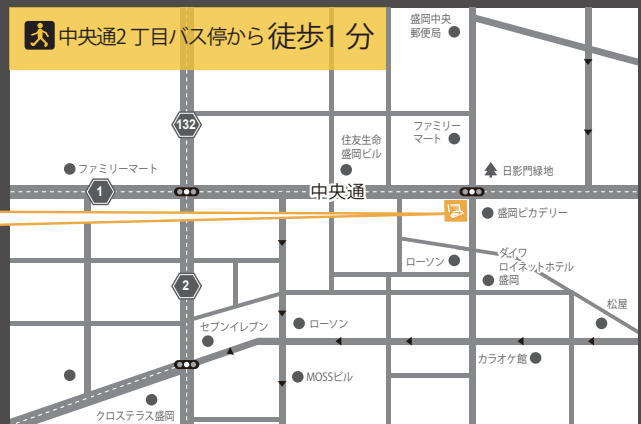 中央通2丁目バス停から徒歩1分
盛岡中央
郵便局
132
住友生命
盛岡ビル
ファミリー
マート
ファミリーマート
日影門緑地
1
中央通
盛岡ピカデリー
ローソン
ダイワ
ロイネットホテル
盛岡
2
松屋
セブンイレブン
ローソン
カラオケ館
MOSSビル
クロステラス盛岡